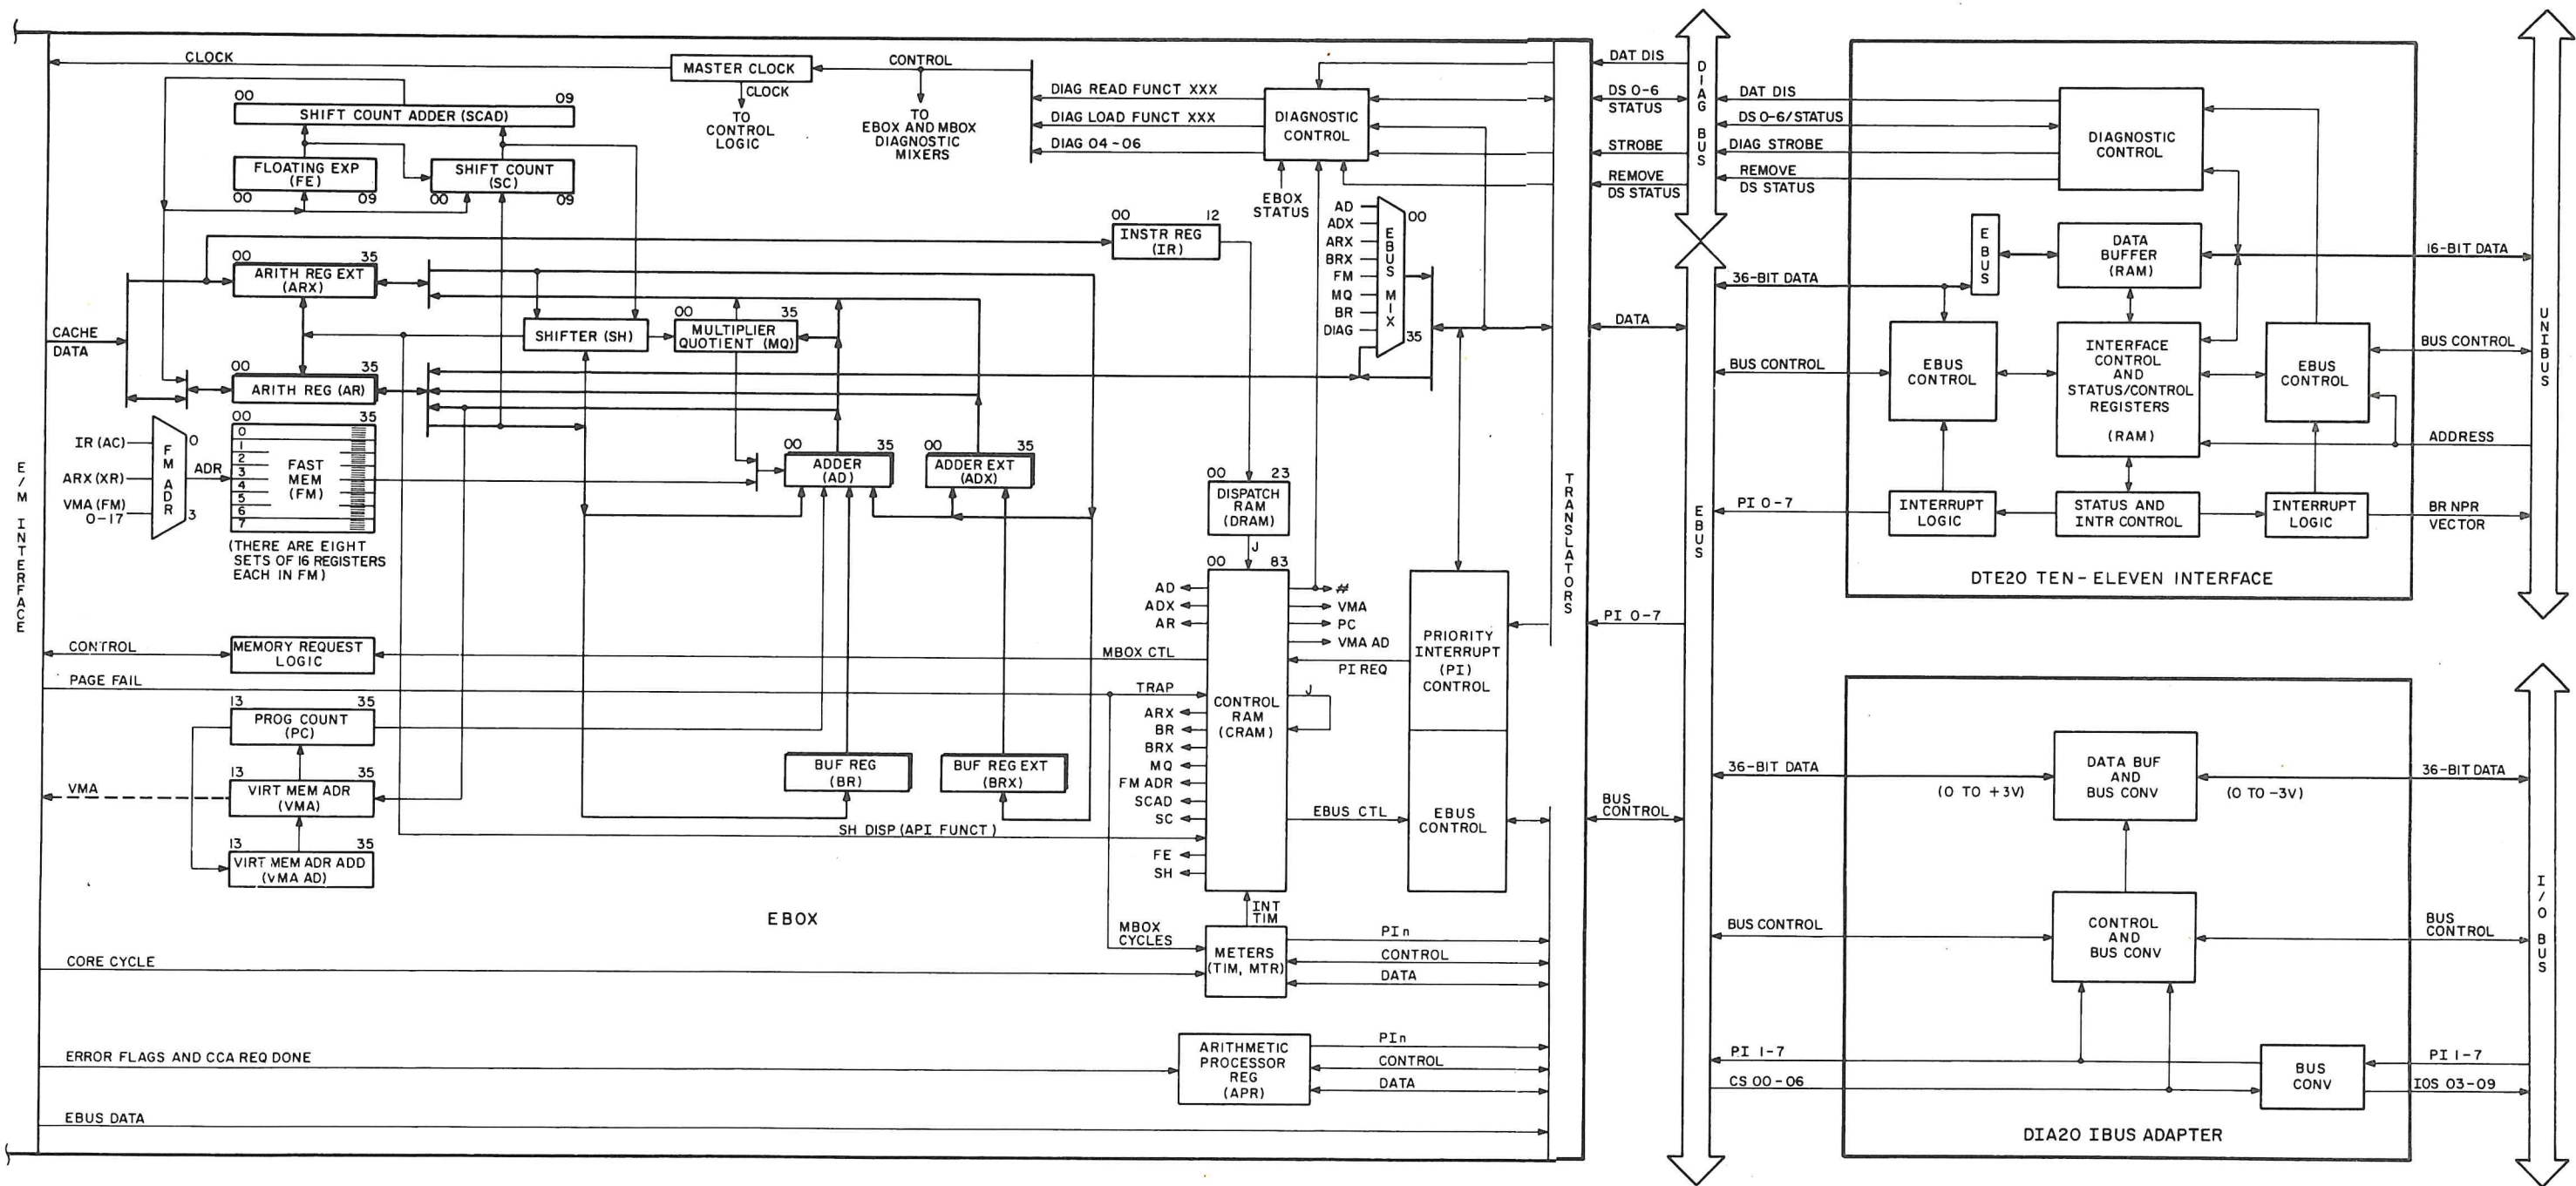 CLOCK
MASTER CLOCK
CONTROL
CLOCK
TO
CONTROL
LOGIC
TO
EBOX AND MBOX
DIAGNOSTIC
MIXERS
00 09
SHIFT COUNT ADDER (SCAD)
FLOATING EXP
(FE)
00 09
SHIFT COUNT
(SC)
00 09
DIAG READ FUNCT XXX
DIAG LOAD FUNCT XXX
DIAG 04-06
DIAGNOSTIC
CONTROL
EBOX
STATUS
00 12
INSTR REG
(IR)
AD
ADX
ARX
BRX
FM
MQ
BR
DIAG
EBUS MIX
00
35
00 35
ARITH REG EXT
(ARX)
SHIFTER (SH)
00 35
MULTIPLIER
QUOTIENT (MQ)
CACHE
DATA
00 35
ARITH REG (AR)
IR (AC)
ARX (XR)
VMA (FM)
0-17
FM ADR
0
3
ADR
00 35
0
1
2
3
4
5
6
7
FAST
MEM
(FM)
(THERE ARE EIGHT
SETS OF 16 REGISTERS
EACH IN FM)
00 35
ADDER
(AD)
00 35
ADDER EXT
(ADX)
00 23
DISPATCH
RAM
(DRAM)
J
E/M INTERFACE
00 83
CONTROL
RAM
(CRAM)
AD
ADX
AR
MBOX CTL
TRAP
ARX
BR
BRX
MQ
FM ADR
SCAD
SC
FE
SH
#
VMA
PC
VMA AD
PI REQ
J
EBUS CTL
PRIORITY
INTERRUPT
(PI)
CONTROL
EBUS
CONTROL
CONTROL
MEMORY REQUEST
LOGIC
PAGE FAIL
13 35
PROG COUNT
(PC)
VMA
13 35
VIRT MEM ADR
(VMA)
13 35
VIRT MEM ADR ADD
(VMA AD)
BUF REG
(BR)
BUF REG EXT
(BRX)
SH DISP (API FUNCT)
EBOX
INT
TIM
MBOX
CYCLES
CORE CYCLE
METERS
(TIM, MTR)
PIn
CONTROL
DATA
ERROR FLAGS AND CCA REQ DONE
ARITHMETIC
PROCESSOR
REG
(APR)
PIn
CONTROL
DATA
EBUS DATA
TRANSLATORS
DAT DIS
DS 0-6
STATUS
STROBE
REMOVE
DS STATUS
DATA
PI 0-7
BUS
CONTROL
DIAG BUS
EBUS
DAT DIS
DS 0-6/STATUS
DIAG STROBE
REMOVE
DS STATUS
36-BIT DATA
BUS CONTROL
PI 0-7
DIAGNOSTIC
CONTROL
EBUS
DATA
BUFFER
(RAM)
EBUS
CONTROL
INTERFACE
CONTROL
AND
STATUS/CONTROL
REGISTERS
(RAM)
EBUS
CONTROL
INTERRUPT
LOGIC
STATUS AND
INTR CONTROL
INTERRUPT
LOGIC
DTE20 TEN-ELEVEN INTERFACE
16-BIT DATA
BUS CONTROL
ADDRESS
BR NPR
VECTOR
UNIBUS
36-BIT DATA
(0 TO +3V)
DATA BUF
AND
BUS CONV
(0 TO -3V)
36-BIT DATA
BUS CONTROL
CONTROL
AND
BUS CONV
BUS
CONTROL
PI 1-7
CS 00-06
BUS
CONV
PI 1-7
IOS 03-09
DIA20 IBUS ADAPTER
I/O BUS